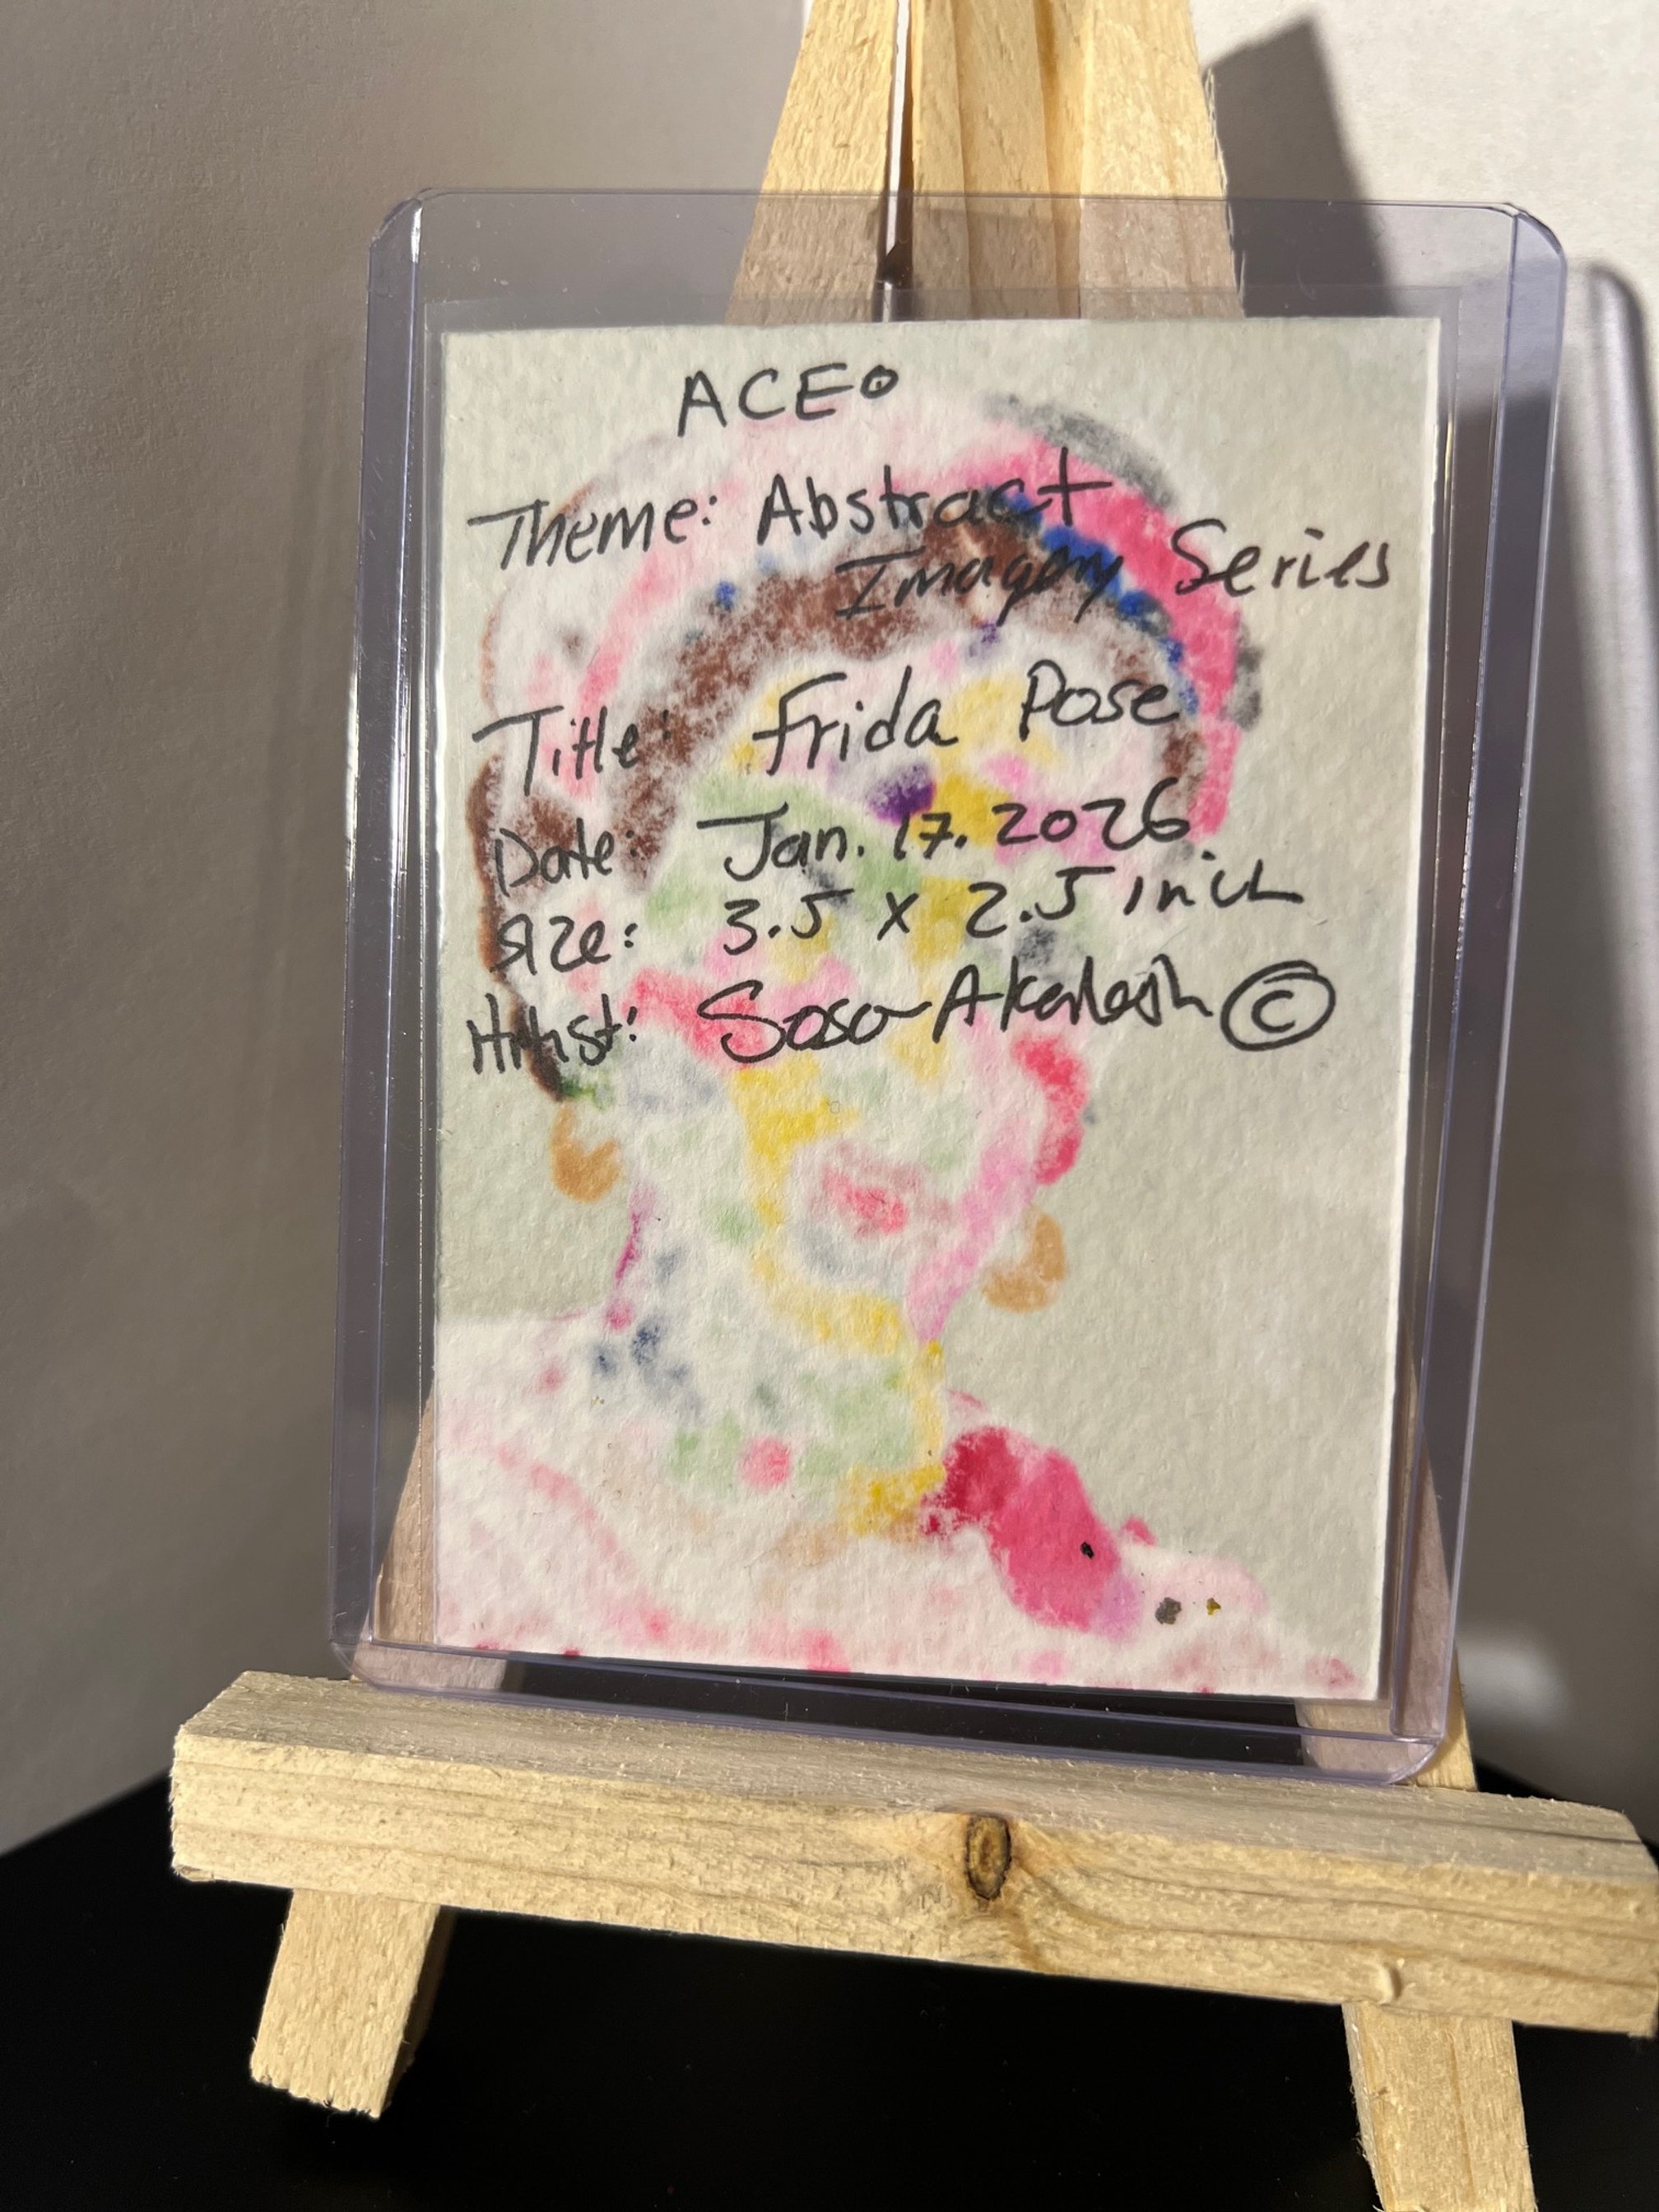 ACEO
Theme: Abstract
Imagery Series
Title: Frida Pose
Date: Jan. 17. 2026
Size: 3.5 x 2.5 inch
Artist: Soso ©